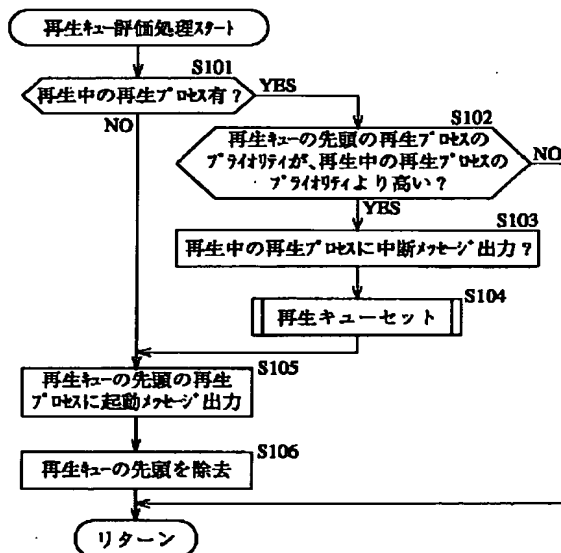 再生キュー評価処理スタート
S101
再生中の再生プロセス有?
YES
NO
S102
再生キューの先頭の再生プロセスの
プライオリティが、再生中の再生プロセスの
プライオリティより高い?
NO
YES
S103
再生中の再生プロセスに中断メッセージ出力?
S104
再生キューセット
S105
再生キューの先頭の再生
プロセスに起動メッセージ出力
S106
再生キューの先頭を除去
リターン